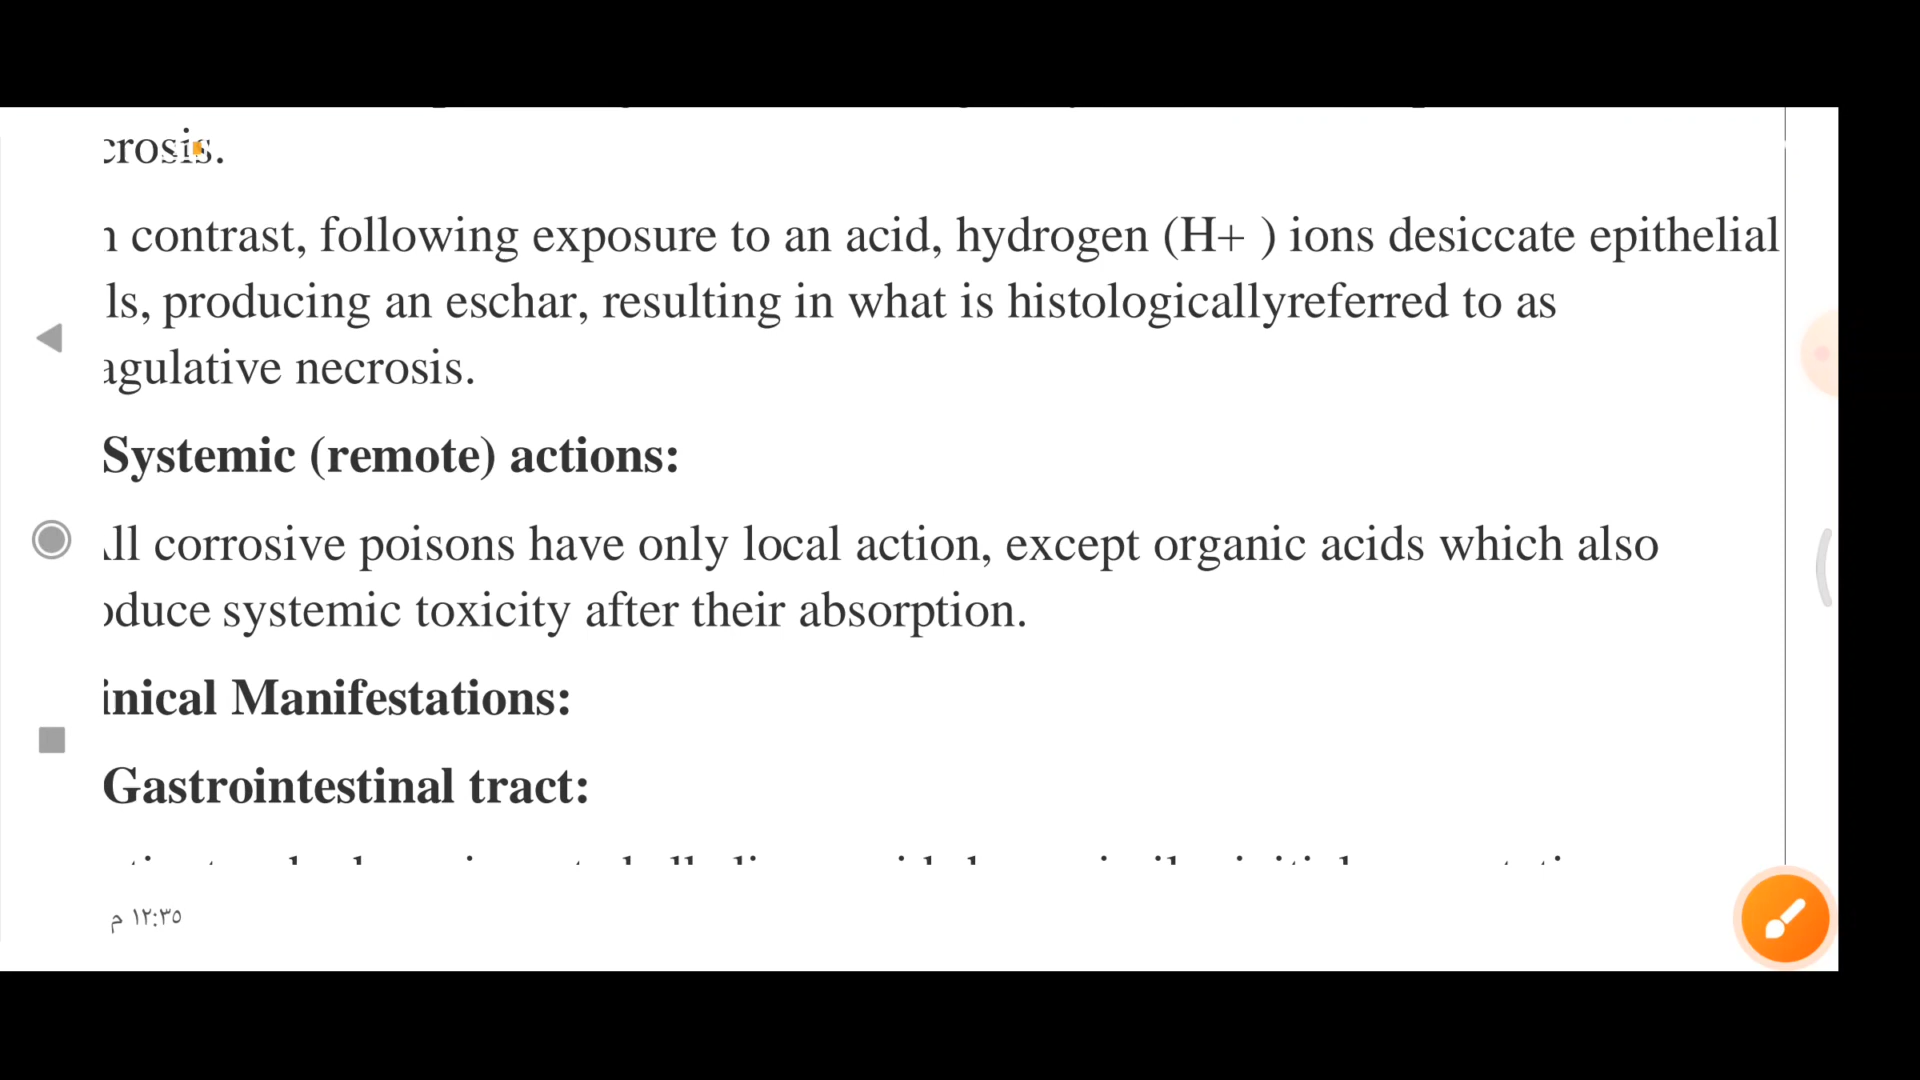 crosis.
n contrast, following exposure to an acid, hydrogen (H+ ) ions desiccate epithelial
ls, producing an eschar, resulting in what is histologicallyreferred to as
agulative necrosis.
Systemic (remote) actions:
ll corrosive poisons have only local action, except organic acids which also
oduce systemic toxicity after their absorption.
inical Manifestations:
Gastrointestinal tract:
١٢:٣٥ م